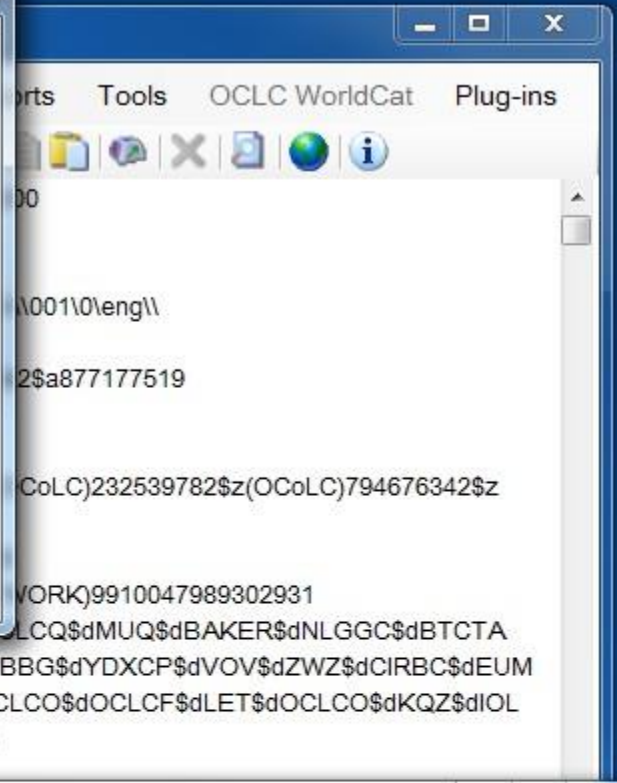 orts Tools OCLC WorldCat Plug-ins
00
\\001\0\eng\\
2$a877177519
CoLC)232539782$z(OCoLC)794676342$z
WORK)9910047989302931
CLCQ$dMUQ$dBAKER$dNLGGC$dBTCTA
BBG$dYDXCP$dVOV$dZWZ$dCIRBC$dEUM
CLCO$dOCLCF$dLET$dOCLCO$dKQZ$dIOL